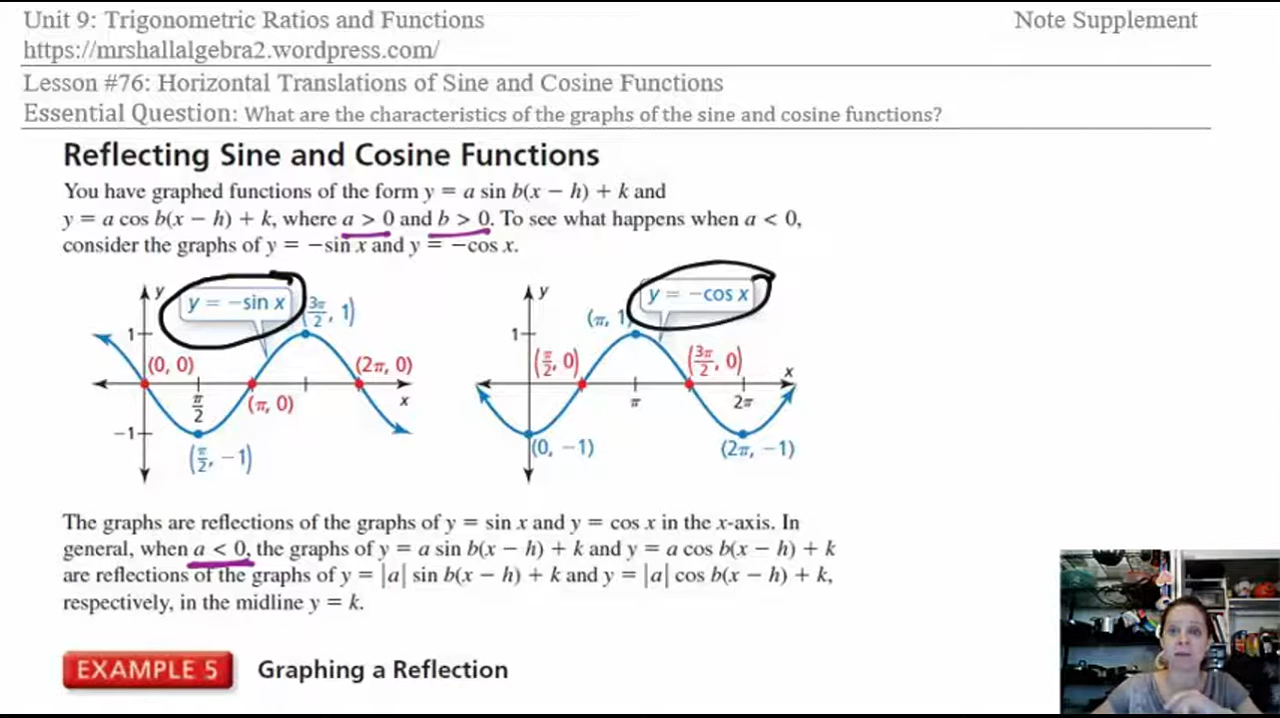 Unit 9: Trigonometric Ratios and Functions
Note Supplement
https://mrshallalgebra2.wordpress.com/
Lesson #76: Horizontal Translations of Sine and Cosine Functions
Essential Question: What are the characteristics of the graphs of the sine and cosine functions?
Reflecting Sine and Cosine Functions
You have graphed functions of the form y = a sin b(x − h) + k and
y = a cos b(x − h) + k, where a > 0 and b > 0. To see what happens when a < 0,
consider the graphs of y = −sin x and y = −cos x.
y
y = −sin x
(3π/2, 1)
1
(0, 0)
(2π, 0)
π/2
(π, 0)
x
−1
(π/2, −1)
y
y = −cos x
(π, 1
1
(π/2, 0)
(3π/2, 0)
x
π
2π
(0, −1)
(2π, −1)
The graphs are reflections of the graphs of y = sin x and y = cos x in the x-axis. In
general, when a < 0, the graphs of y = a sin b(x − h) + k and y = a cos b(x − h) + k
are reflections of the graphs of y = |a| sin b(x − h) + k and y = |a| cos b(x − h) + k,
respectively, in the midline y = k.
EXAMPLE 5 Graphing a Reflection